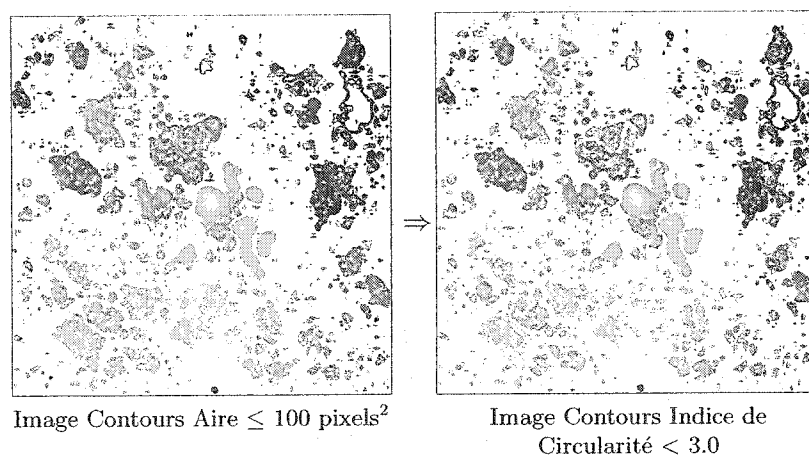 ⇒
Image Contours Aire ≤ 100 pixels²
Image Contours Indice de
Circularité < 3.0